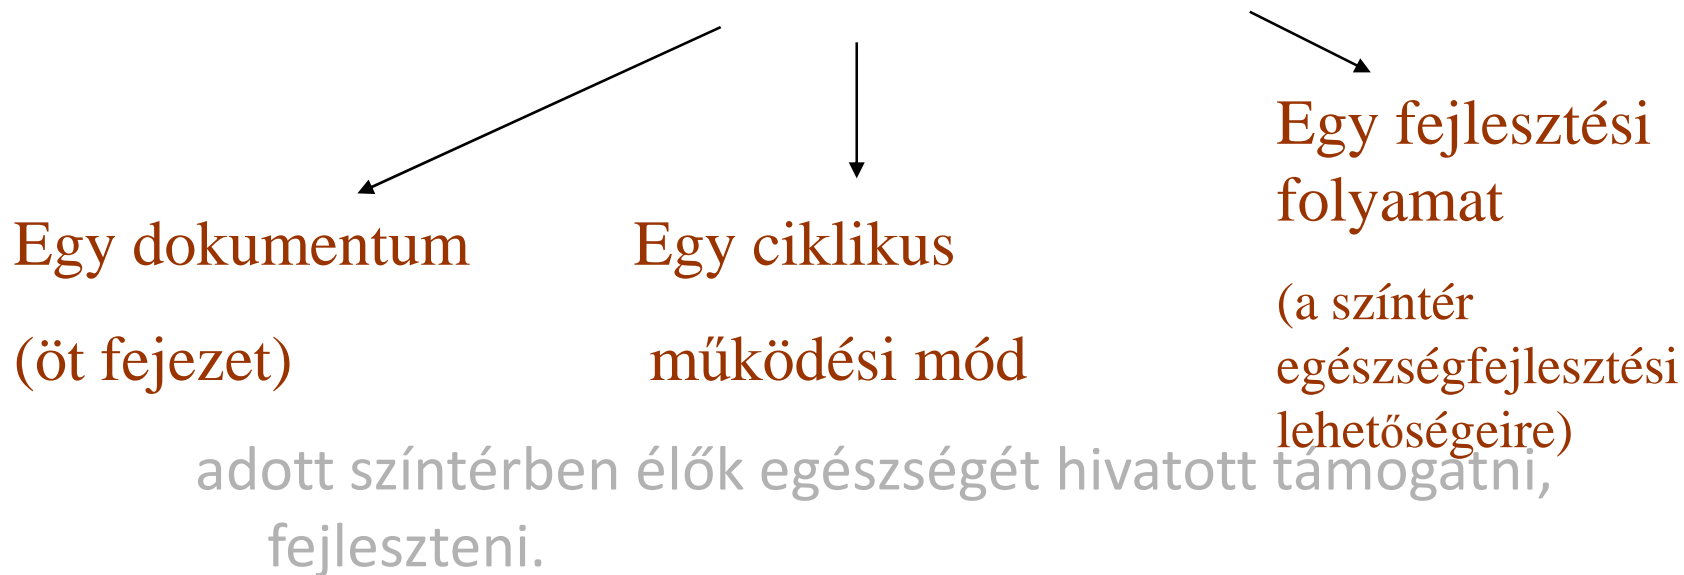 Egy dokumentum
(öt fejezet)
Egy ciklikus
működési mód
Egy fejlesztési
folyamat
(a színtér
egészségfejlesztési
lehetőségeire)
adott színtérben élők egészségét hivatott támogatni,
fejleszteni.